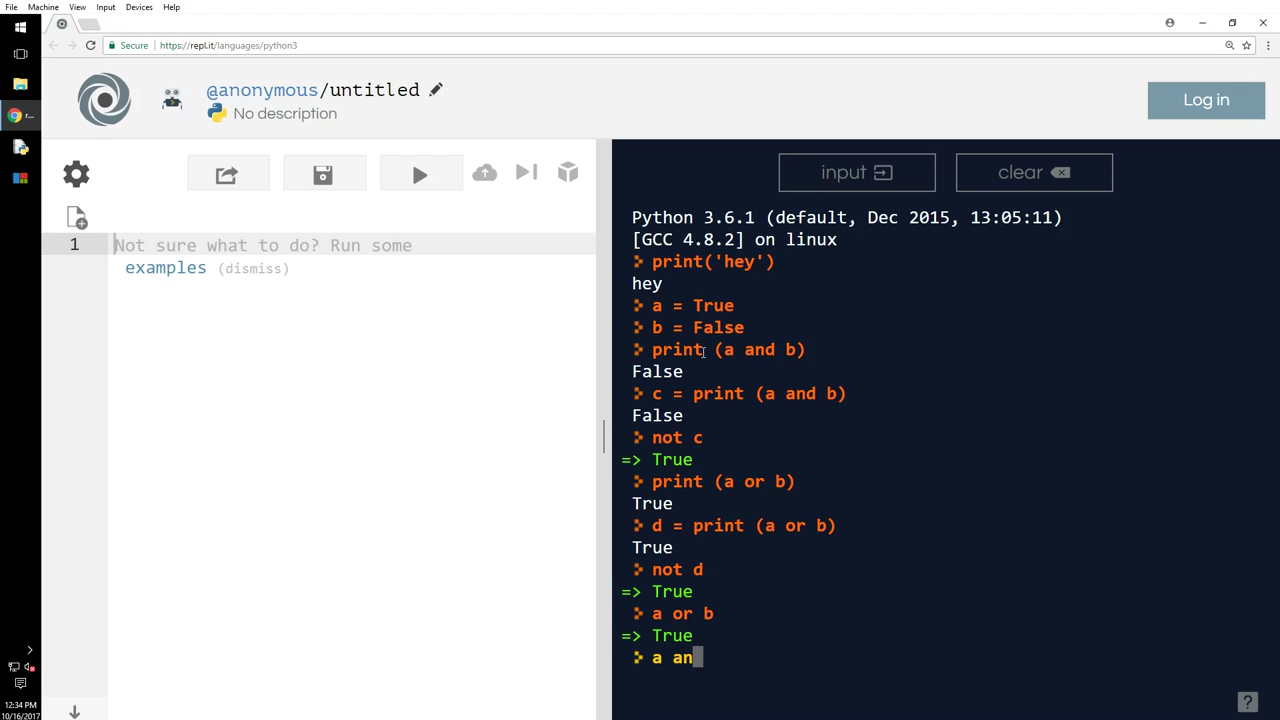 File Machine View Input Devices Help
Secure https://repl.it/languages/python3
@anonymous/untitled
No description
Log in
input
clear
1 Not sure what to do? Run some
examples (dismiss)
Python 3.6.1 (default, Dec 2015, 13:05:11)
[GCC 4.8.2] on linux
print('hey')
hey
a = True
b = False
print (a and b)
False
c = print (a and b)
False
not c
=> True
print (a or b)
True
d = print (a or b)
True
not d
=> True
a or b
=> True
a an
?
r...
12:34 PM
10/16/2017